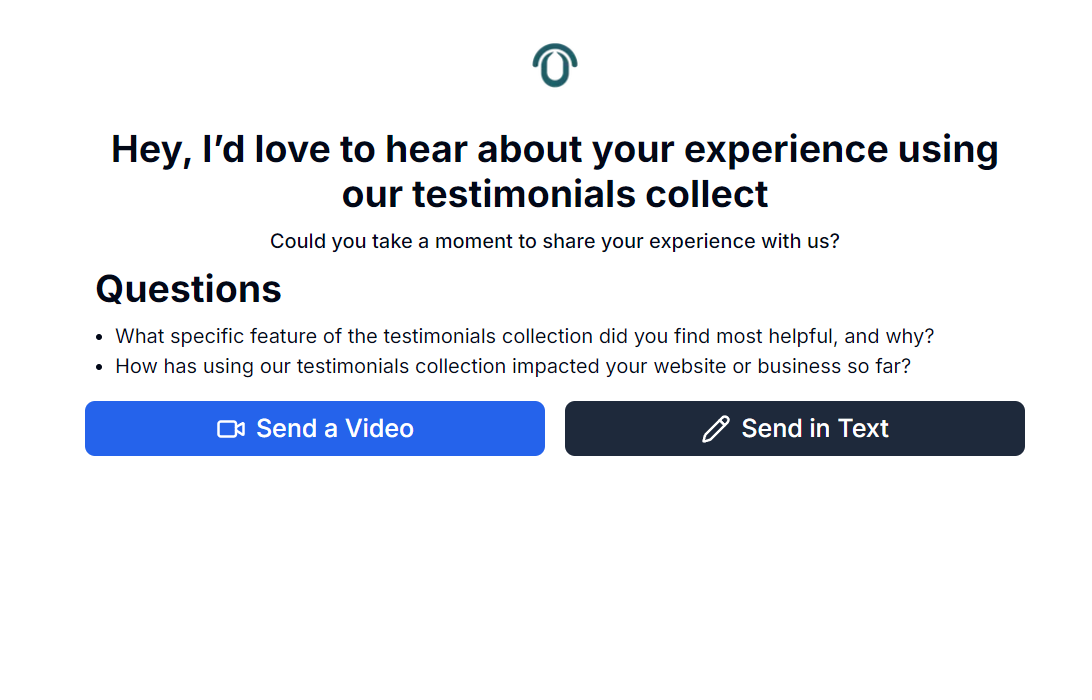 Hey, I’d love to hear about your experience using
our testimonials collect
Could you take a moment to share your experience with us?
Questions
• What specific feature of the testimonials collection did you find most helpful, and why?
• How has using our testimonials collection impacted your website or business so far?
Send a Video
Send in Text